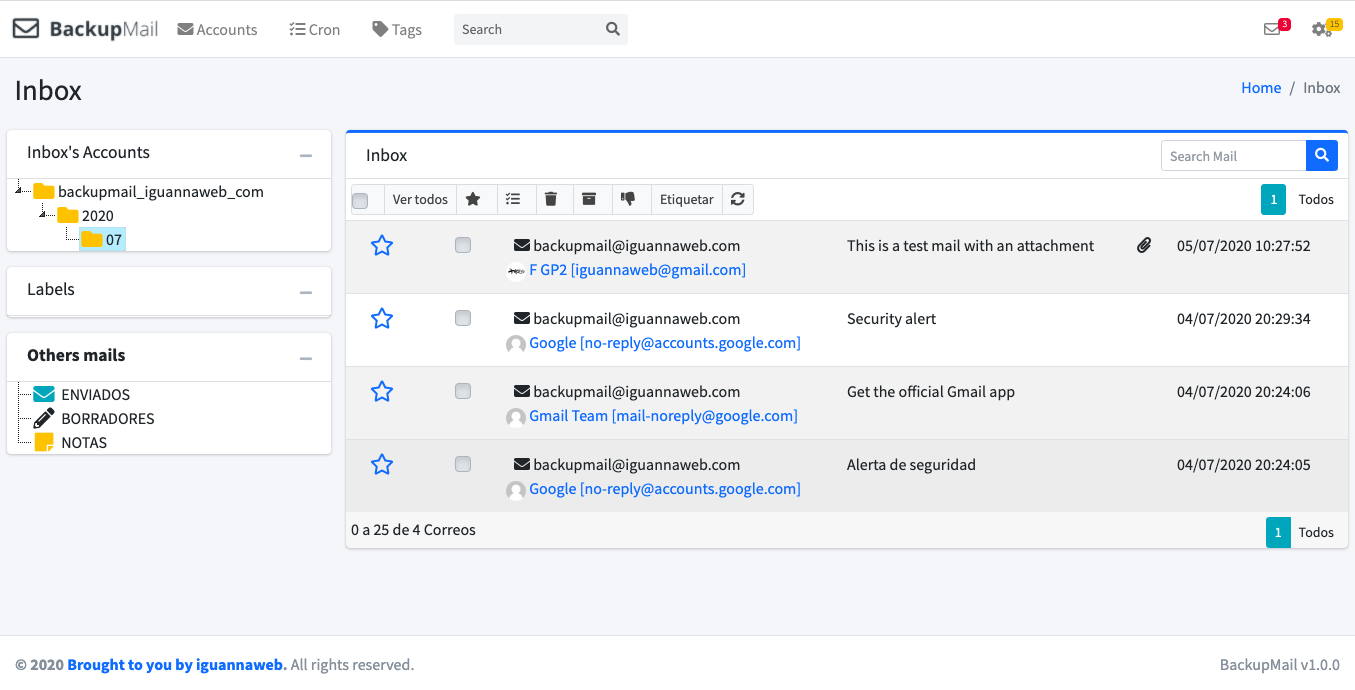 BackupMail Accounts Cron Tags Search 3 15
Inbox
Home / Inbox
Inbox's Accounts
backupmail_iguannaweb_com
2020
07
Labels
Others mails
ENVIADOS
BORRADORES
NOTAS
Inbox
Search Mail
Ver todos Etiquetar 1 Todos
backupmail@iguannaweb.com This is a test mail with an attachment 05/07/2020 10:27:52
F GP2 [iguannaweb@gmail.com]
backupmail@iguannaweb.com Security alert 04/07/2020 20:29:34
Google [no-reply@accounts.google.com]
backupmail@iguannaweb.com Get the official Gmail app 04/07/2020 20:24:06
Gmail Team [mail-noreply@google.com]
backupmail@iguannaweb.com Alerta de seguridad 04/07/2020 20:24:05
Google [no-reply@accounts.google.com]
0 a 25 de 4 Correos 1 Todos
© 2020 Brought to you by iguannaweb. All rights reserved. BackupMail v1.0.0